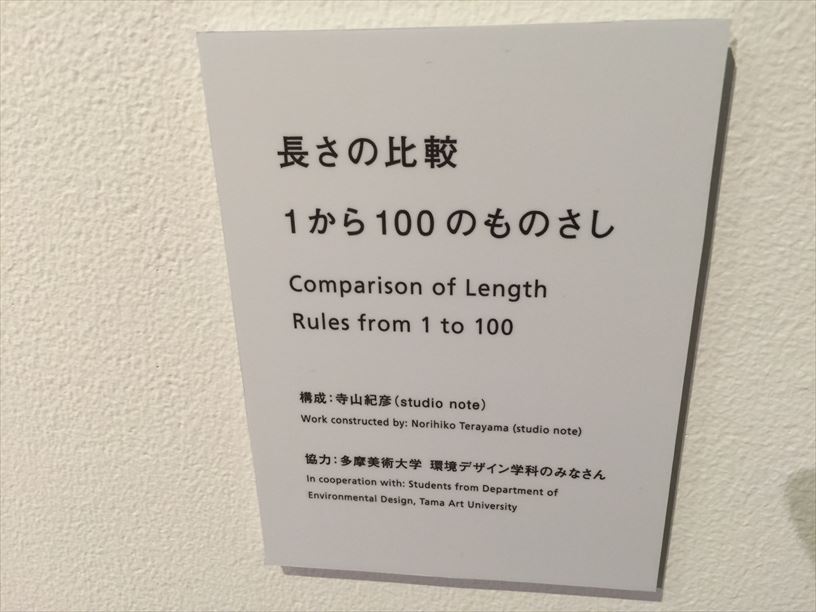 長さの比較
1から100のものさし
Comparison of Length
Rules from 1 to 100
構成：寺山紀彦（studio note）
Work constructed by: Norihiko Terayama (studio note)
協力：多摩美術大学 環境デザイン学科のみなさん
In cooperation with: Students from Department of
Environmental Design, Tama Art University